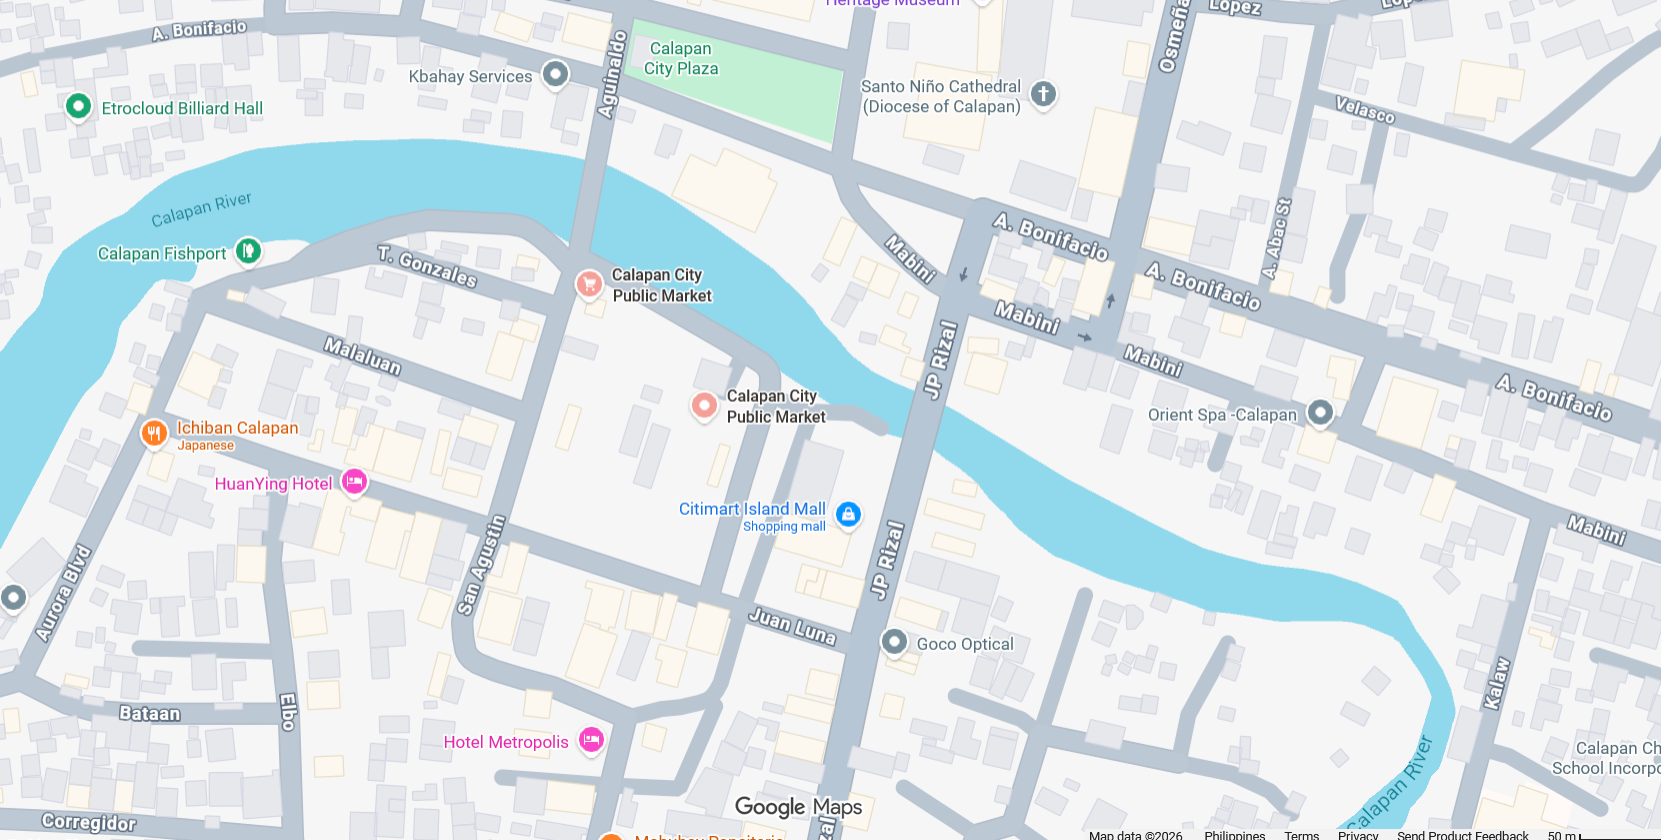 Heritage Museum
Lopez
A. Bonifacio
Aguinaldo
Calapan
City Plaza
Osmeña
Kbahay Services
Santo Niño Cathedral
(Diocese of Calapan)
Etrocloud Billiard Hall
Velasco
Calapan River
A. Bonifacio
A. Abac St
Calapan Fishport
T. Gonzales
Mabini
Calapan City
Public Market
A. Bonifacio
Mabini
Malaluan
JP Rizal
Mabini
A. Bonifacio
Calapan City
Public Market
Orient Spa -Calapan
Ichiban Calapan
Japanese
HuanYing Hotel
Citimart Island Mall
Shopping mall
Mabini
San Agustin
JP Rizal
Aurora Blvd
Juan Luna
Goco Optical
Kalaw
Bataan
Elbo
Hotel Metropolis
Calapan Ch
School Incorpo
Calapan River
Google Maps
Corregidor
Map data ©2026
Philippines
Terms
Privacy
Send Product Feedback
50 m